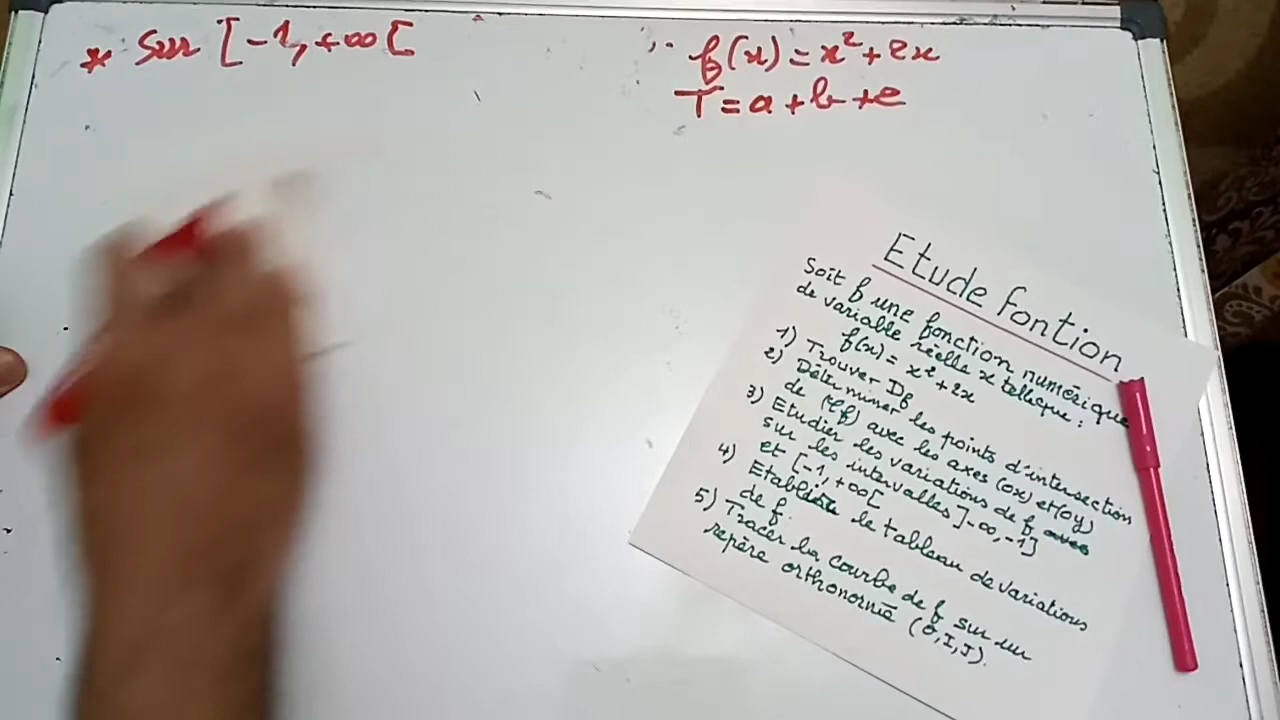 * Sur [-1, +∞[
f(x) = x² + 2x
T = a + b + 2
Etude fontion
Soit f une fonction numérique
de variable réelle x telleque :
f(x) = x² + 2x
1) Trouver Df
2) Déterminer les points d'intersection
de (Cf) avec les axes (ox) et (oy)
3) Etudier les variations de f
sur les intervalles ]-∞, -1]
et [-1, +∞[
4) Etablir le tableau de variations
de f.
5) Tracer la courbe de f sur un
repère orthonormé (O, I, J).